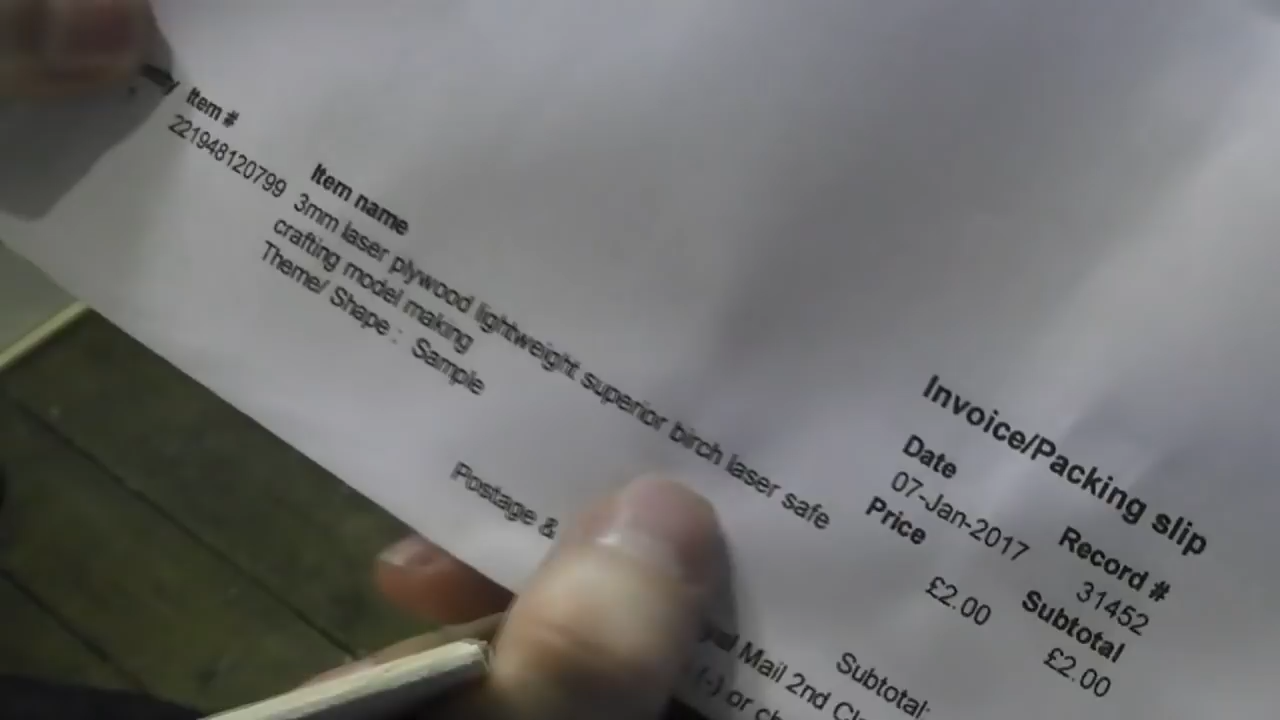 Invoice/Packing slip
Date Record #
07-Jan-2017 31452
Item # Item name Price Subtotal
221948120799 3mm laser plywood lightweight superior birch laser safe £2.00 £2.00
crafting model making
Theme/ Shape : Sample
Subtotal:
Postage &
Mail 2nd
(-) or